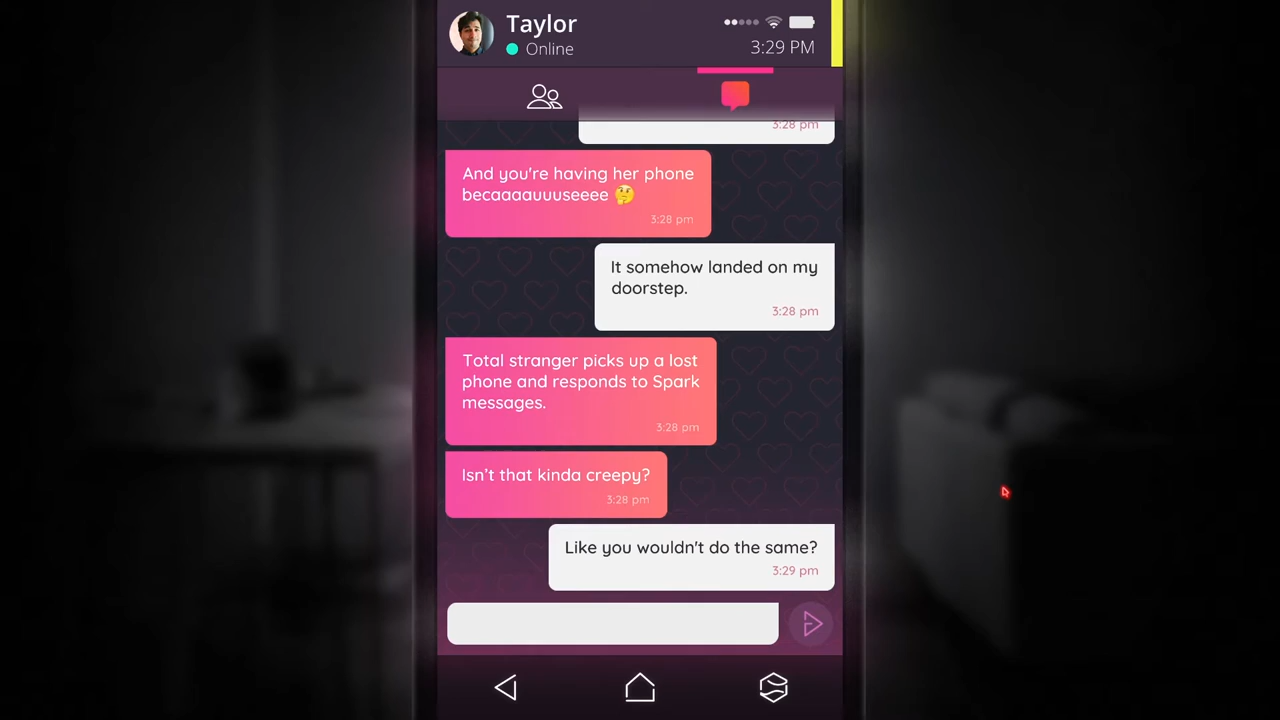 Taylor
Online
3:29 PM
3:28 pm
And you're having her phone
becaaaauuuseeee 🤔
3:28 pm
It somehow landed on my
doorstep.
3:28 pm
Total stranger picks up a lost
phone and responds to Spark
messages.
3:28 pm
Isn't that kinda creepy?
3:28 pm
Like you wouldn't do the same?
3:29 pm